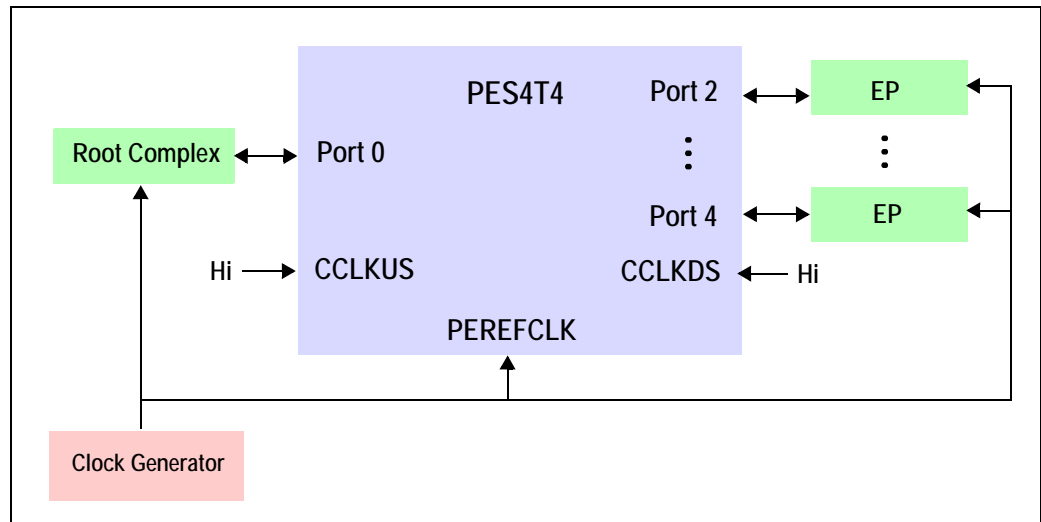 PES4T4
Port 2
EP
Root Complex
Port 0
Port 4
EP
Hi
CCLKUS
CCLKDS
Hi
PEREFCLK
Clock Generator